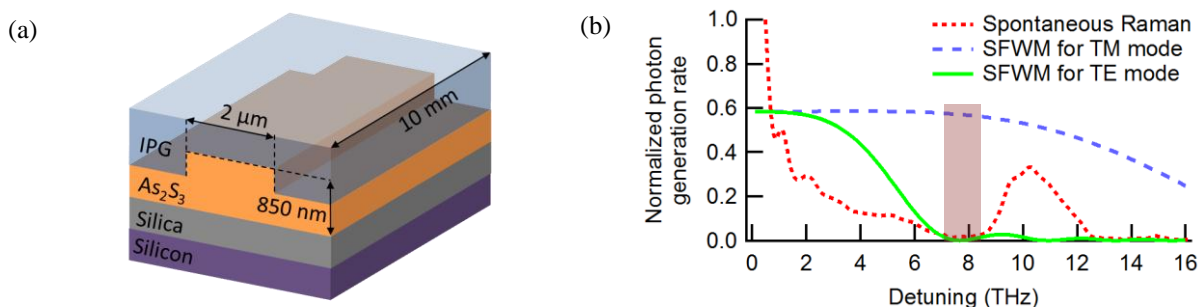 (a)
2 μm
10 mm
IPG
As₂S₃
850 nm
Silica
Silicon
(b)
Normalized photon
generation rate
1.0
0.8
0.6
0.4
0.2
0.0
Spontaneous Raman
SFWM for TM mode
SFWM for TE mode
0 2 4 6 8 10 12 14 16
Detuning (THz)